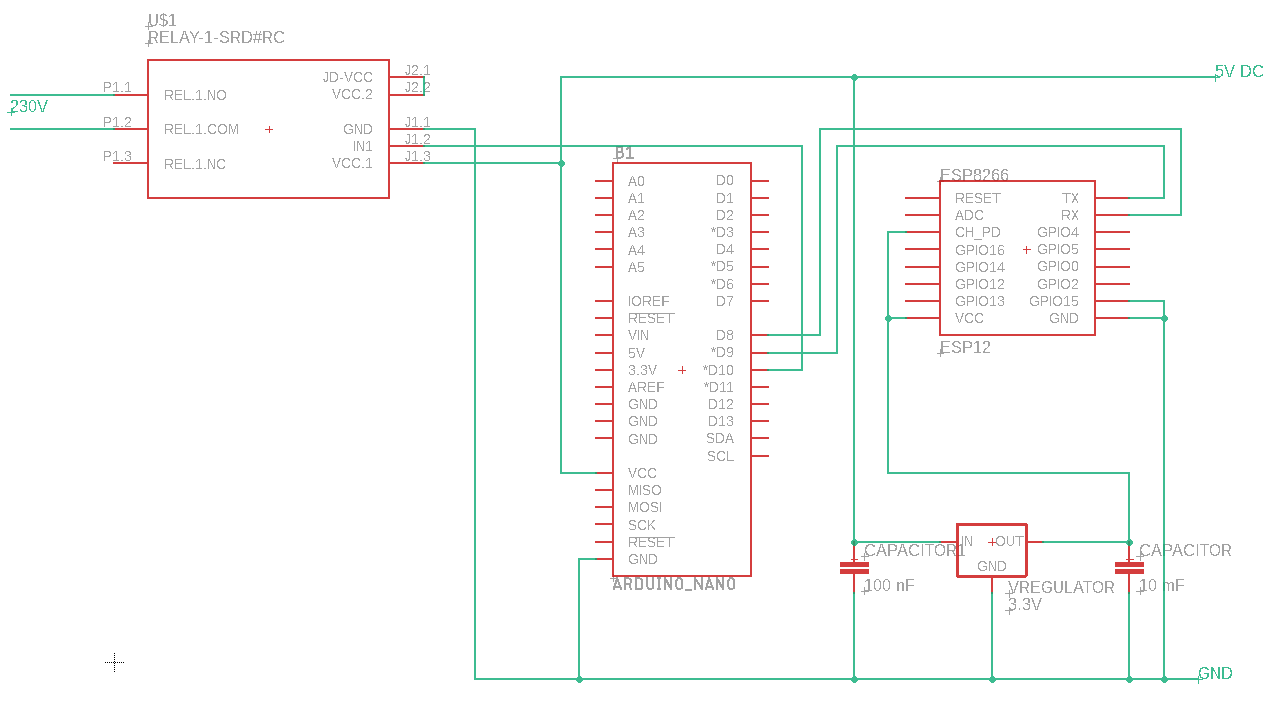 U$1
RELAY-1-SRD#RC
P1.1
P1.2
P1.3
REL.1.NO
REL.1.COM
REL.1.NC
JD-VCC
VCC.2
GND
IN1
VCC.1
J2.1
J2.2
J1.1
J1.2
J1.3
230V
5V DC
B1
A0
A1
A2
A3
A4
A5
IOREF
RESET
VIN
5V
3.3V
AREF
GND
GND
GND
VCC
MISO
MOSI
SCK
RESET
GND
D0
D1
D2
*D3
D4
*D5
*D6
D7
D8
*D9
*D10
*D11
D12
D13
SDA
SCL
ARDUINO_NANO
ESP8266
RESET
ADC
CH_PD
GPIO16
GPIO14
GPIO12
GPIO13
VCC
TX
RX
GPIO4
GPIO5
GPIO0
GPIO2
GPIO15
GND
ESP12
CAPACITOR1
100 nF
IN
OUT
GND
VREGULATOR
3.3V
CAPACITOR
10 mF
GND